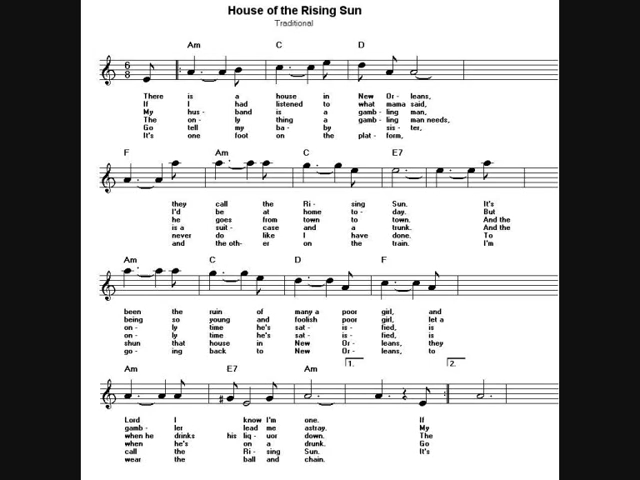 House of the Rising Sun
Traditional
Am C D
6
8
There is a house in New Or - leans,
If I had listened to what mama said,
My hus - band is a gamb - ling man,
The on - ly thing a gamb - ling man needs,
Go tell my ba - by sis - ter,
It's one foot on the plat - form,
F Am C E7
they call the Ri - sing Sun. It's
I'd be at home to - day. But
he goes from town to town. And the
is a suit - case and a trunk. And the
never do like I have done. To
and the oth - er on the train. I'm
Am C D F
been the ruin of many a poor girl, and
being so young and foolish poor girl, let a
on - ly time he's sat - is - fied, is
on - ly time he's sat - is - fied, is
shun that house in New Or - leans, they
go - ing back to New Or - leans, to
Am E7 Am 1. 2.
Lord I know I'm one. If
gamb - ler lead me astray. My
when he drinks his liq - uor down. The
when he's on a drunk. Go
call the Ri - sing Sun. It's
wear the ball and chain.